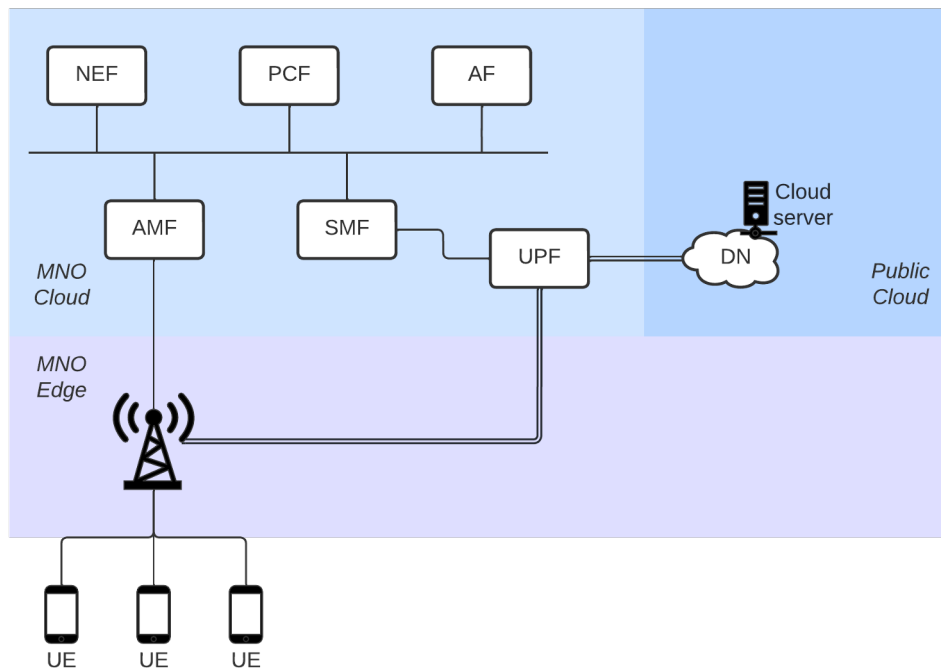 NEF
PCF
AF
AMF
SMF
UPF
DN
Cloud
server
MNO
Cloud
Public
Cloud
MNO
Edge
UE
UE
UE